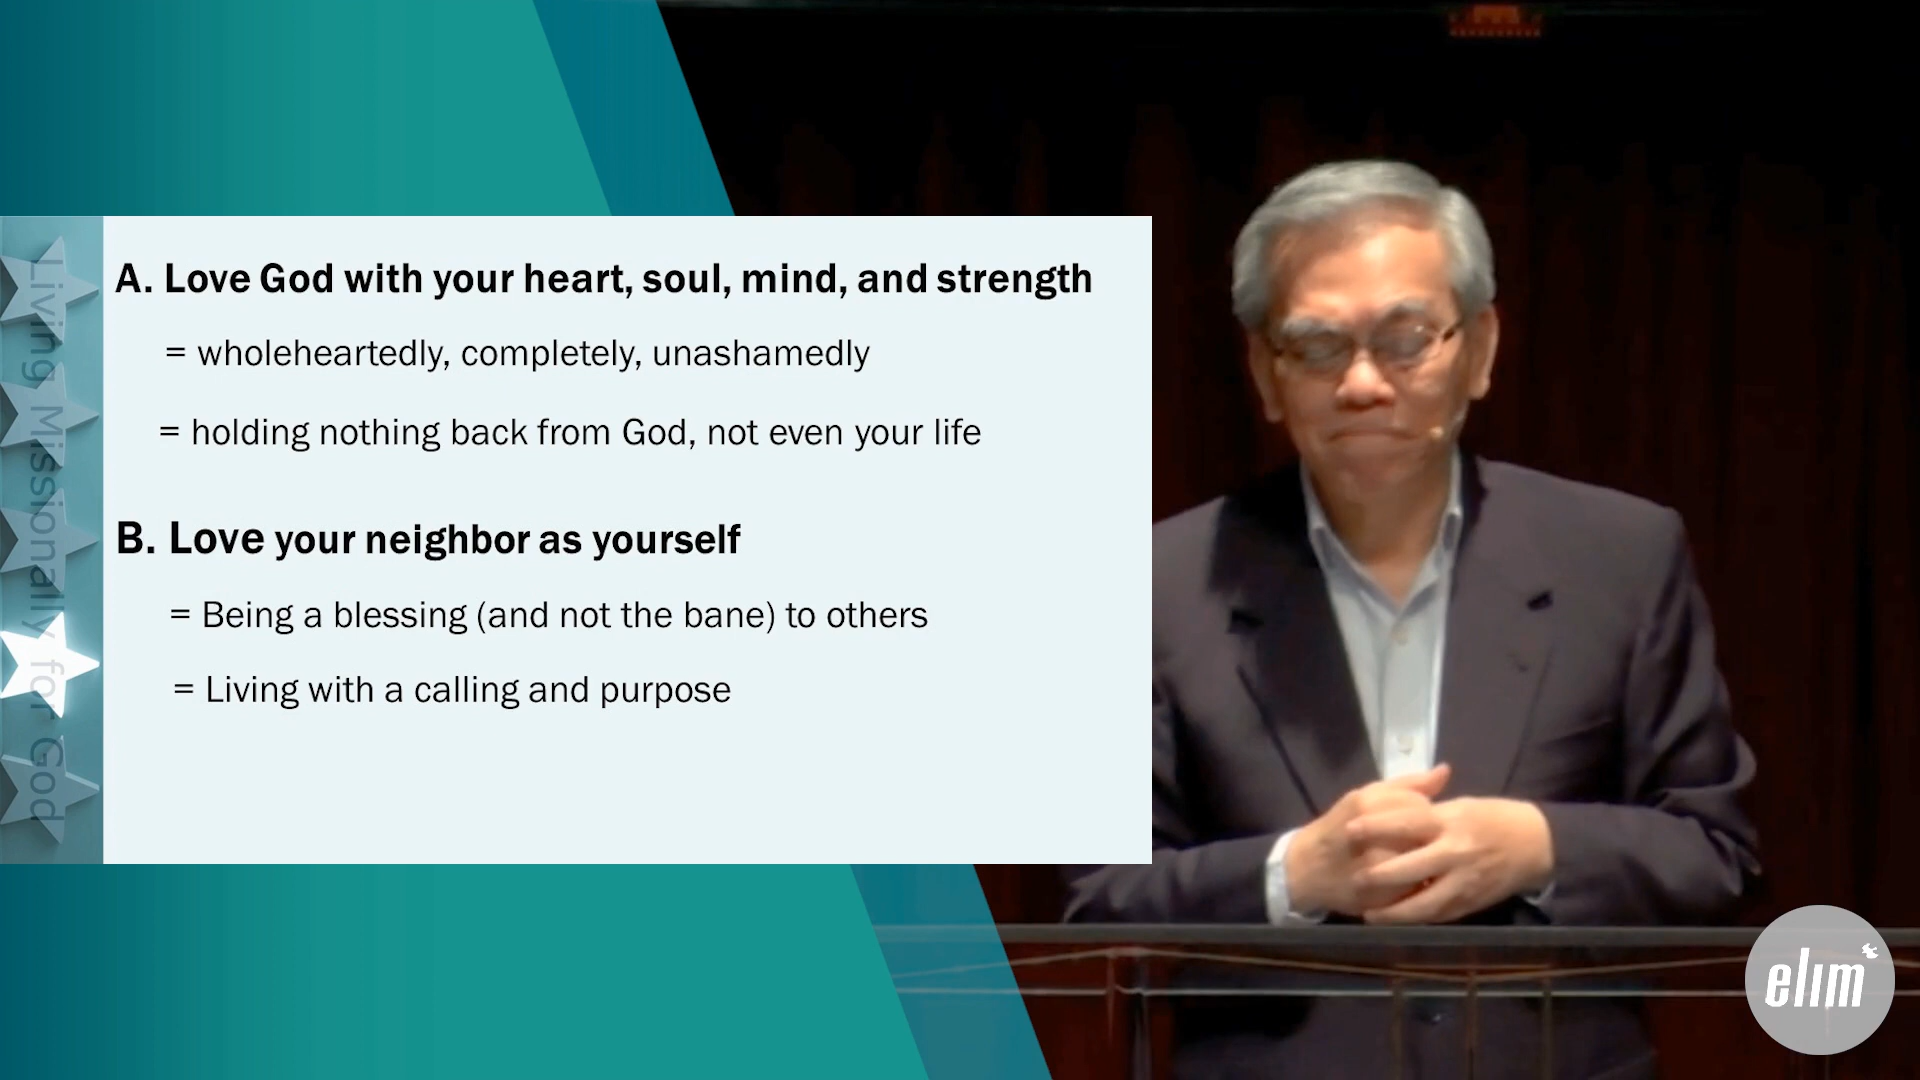 A. Love God with your heart, soul, mind, and strength
= wholeheartedly, completely, unashamedly
= holding nothing back from God, not even your life
B. Love your neighbor as yourself
= Being a blessing (and not the bane) to others
= Living with a calling and purpose
Living Missionally for God
elim